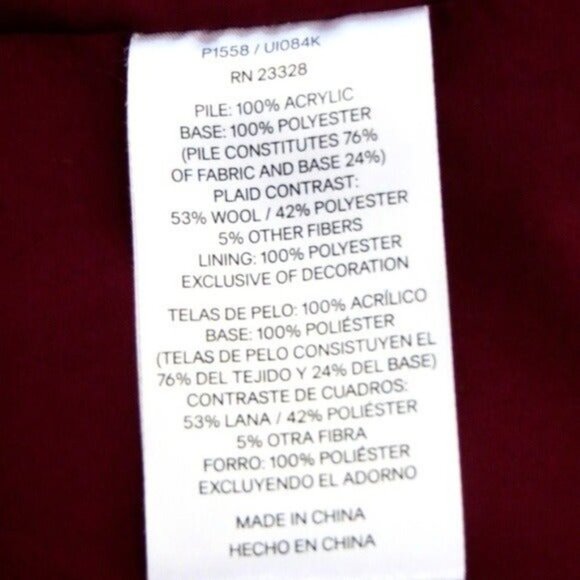 P1558 / UI084K
RN 23328
PILE: 100% ACRYLIC
BASE: 100% POLYESTER
(PILE CONSTITUTES 76%
OF FABRIC AND BASE 24%)
PLAID CONTRAST:
53% WOOL / 42% POLYESTER
5% OTHER FIBERS
LINING: 100% POLYESTER
EXCLUSIVE OF DECORATION
TELAS DE PELO: 100% ACRÍLICO
BASE: 100% POLIÉSTER
(TELAS DE PELO CONSISTUYEN EL
76% DEL TEJIDO Y 24% DEL BASE)
CONTRASTE DE CUADROS:
53% LANA / 42% POLIÉSTER
5% OTRA FIBRA
FORRO: 100% POLIÉSTER
EXCLUYENDO EL ADORNO
MADE IN CHINA
HECHO EN CHINA